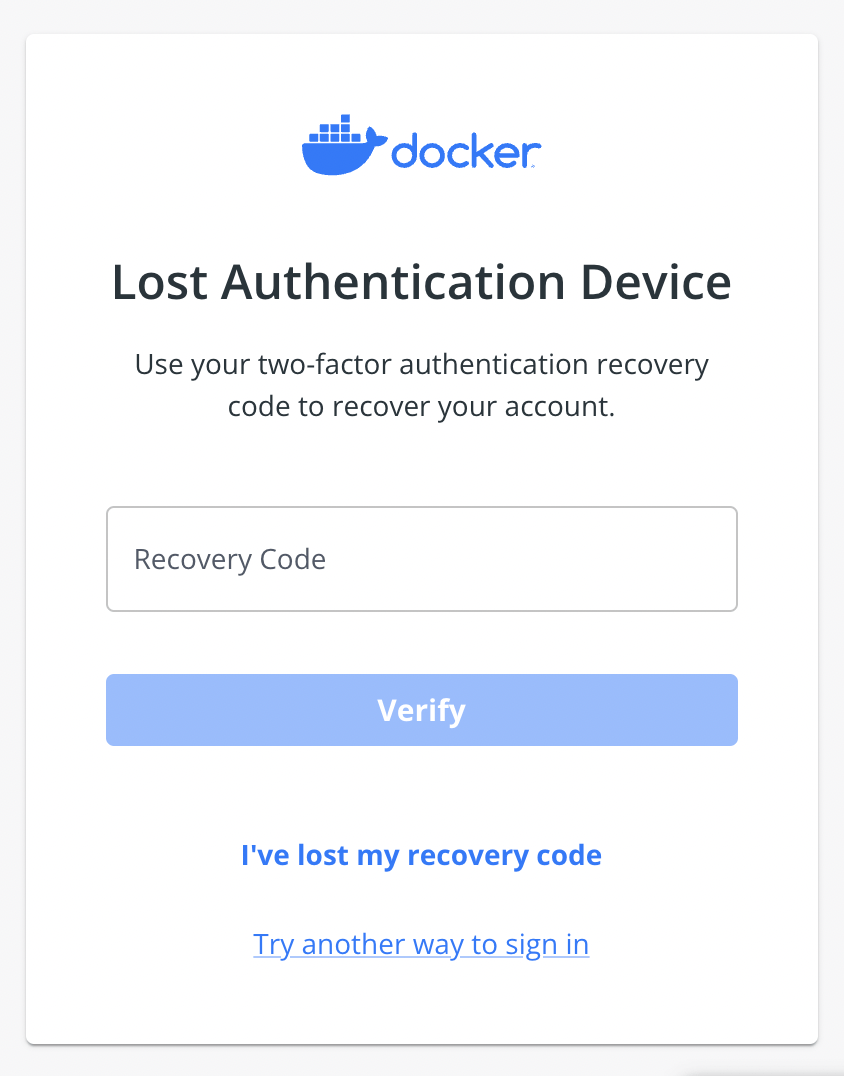 docker
Lost Authentication Device
Use your two-factor authentication recovery
code to recover your account.
Recovery Code
Verify
I've lost my recovery code
Try another way to sign in